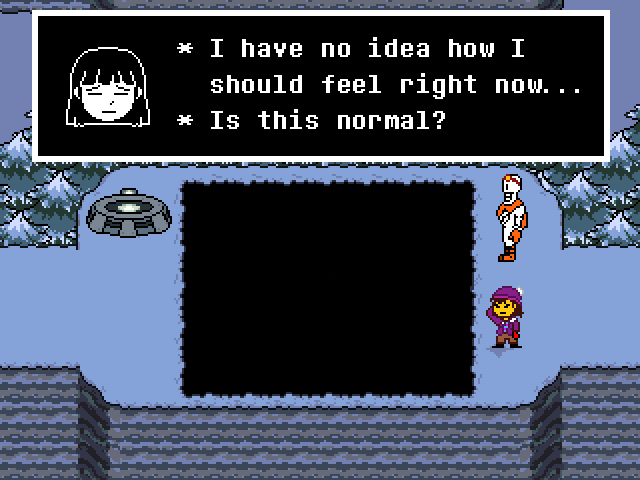 * I have no idea how I
should feel right now...
* Is this normal?